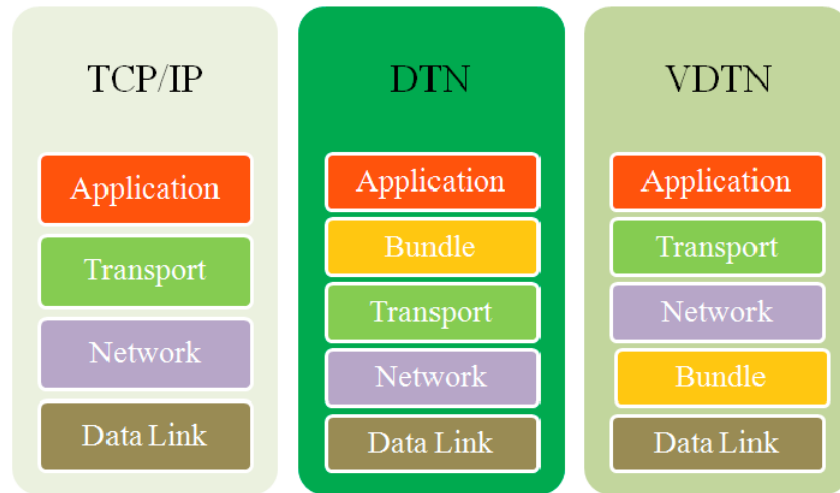 TCP/IP
Application
Transport
Network
Data Link
DTN
Application
Bundle
Transport
Network
Data Link
VDTN
Application
Transport
Network
Bundle
Data Link